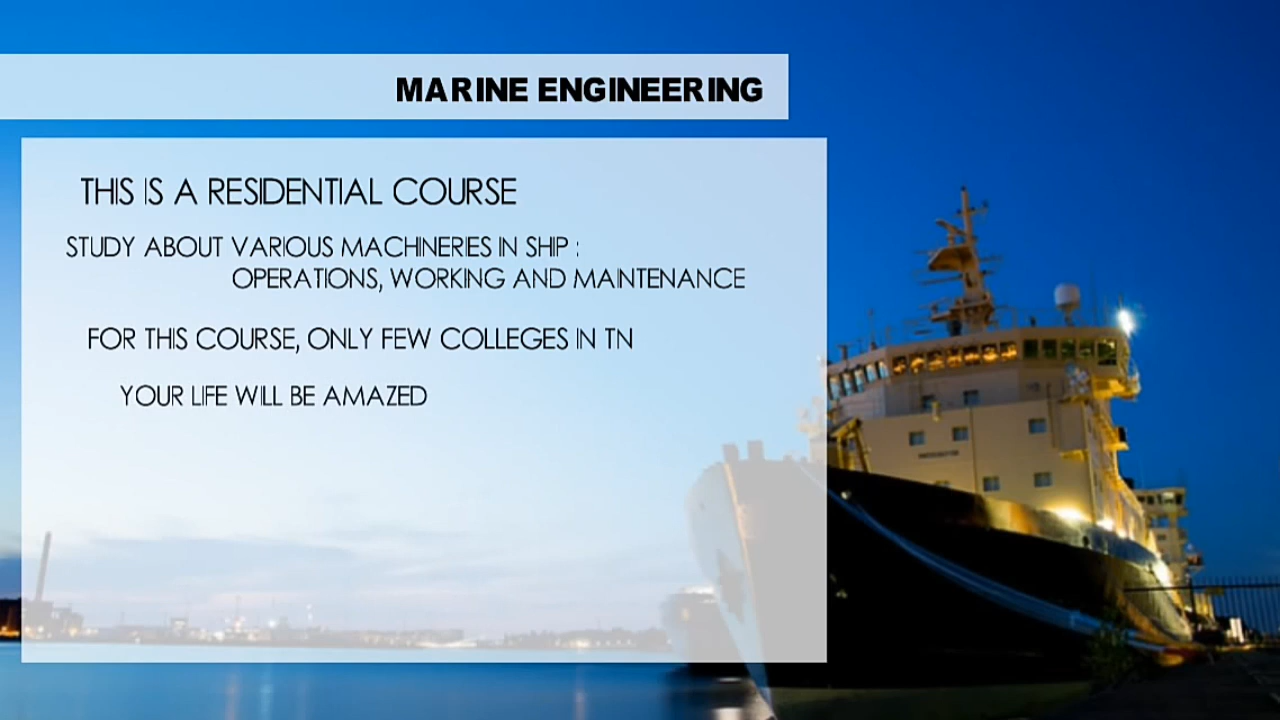 MARINE ENGINEERING
THIS IS A RESIDENTIAL COURSE
STUDY ABOUT VARIOUS MACHINERIES IN SHIP :
OPERATIONS, WORKING AND MAINTENANCE
FOR THIS COURSE, ONLY FEW COLLEGES IN TN
YOUR LIFE WILL BE AMAZED